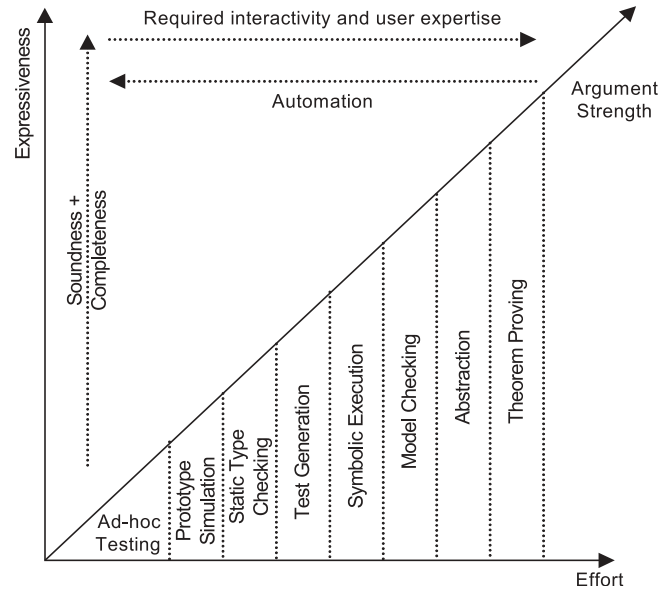 Required interactivity and user expertise
Automation
Argument
Strength
Expressiveness
Soundness +
Completeness
Ad-hoc
Testing
Prototype
Simulation
Static Type
Checking
Test Generation
Symbolic Execution
Model Checking
Abstraction
Theorem Proving
Effort